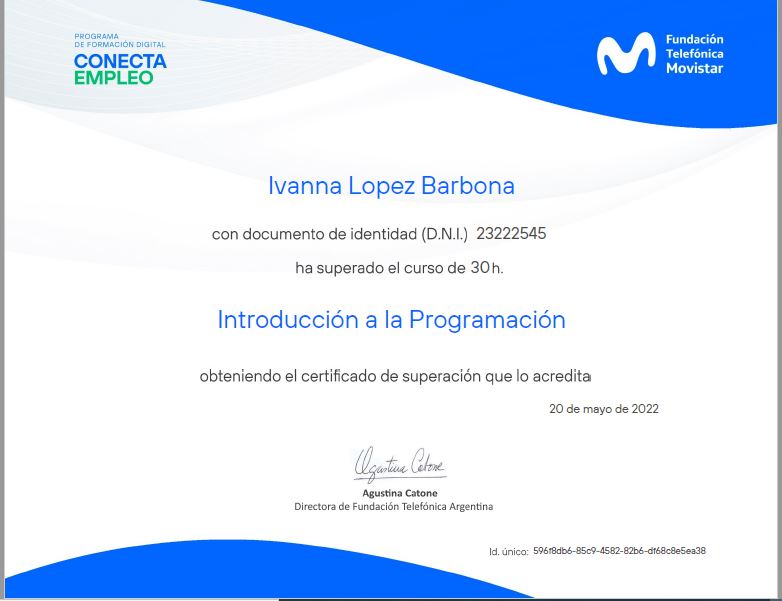 PROGRAMA
DE FORMACIÓN DIGITAL
CONECTA
EMPLEO
Fundación
Telefónica
Movistar
Ivanna Lopez Barbona
con documento de identidad (D.N.I.) 23222545
ha superado el curso de 30 h.
Introducción a la Programación
obteniendo el certificado de superación que lo acredita
20 de mayo de 2022
Agustina Catone
Agustina Catone
Directora de Fundación Telefónica Argentina
Id. único: 596f8db6-85c9-4582-82b6-df68c8e5ea38